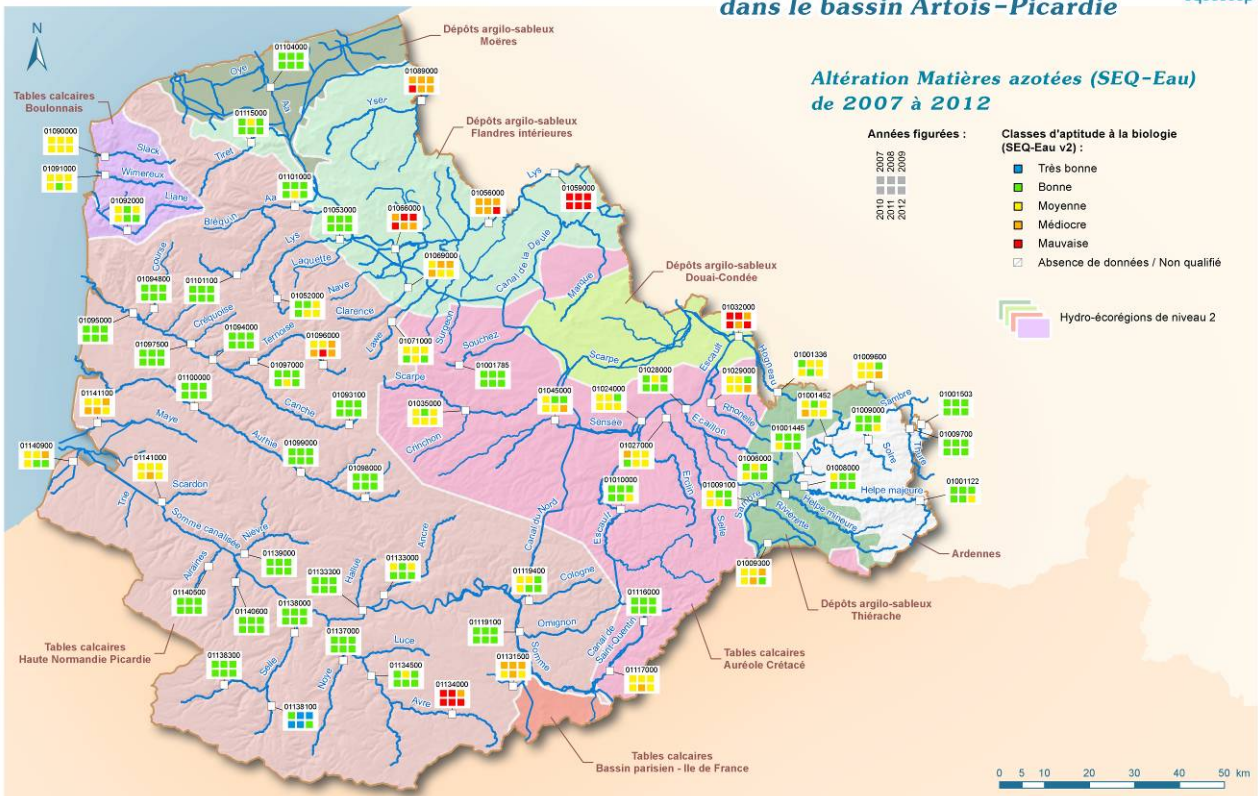 dans le bassin Artois-Picardie
Altération Matières azotées (SEQ-Eau)
de 2007 à 2012
Années figurées :
2007
2008
2009
2010
2011
2012
Classes d'aptitude à la biologie
(SEQ-Eau v2) :
Très bonne
Bonne
Moyenne
Médiocre
Mauvaise
Absence de données / Non qualifié
Hydro-écorégions de niveau 2
N
Dépôts argilo-sableux
Moëres
01104000
Oye
Aa
01089000
Tables calcaires
Boulonnais
01115000
Yser
Dépôts argilo-sableux
Flandres intérieures
01090000
Slack
Tiret
01091000
Wimereux
Lys
01059000
01092000
Liane
01101000
Aa
01056000
Bléquin
01053000
01066000
Lys
Laquette
Course
01094800
01101100
01069000
Canal de la Deule
Marque
Dépôts argilo-sableux
Douai-Condée
Nave
01052000
Clarence
01095000
Créquoise
01094000
Ternoise
01096000
Lawe
Surgeon
01032000
01097500
01071000
Souchez
Scarpe
Escaut
Hogneau
01097000
01001785
01028000
01001336
01009600
01100000
Scarpe
01029000
01141100
Canche
01093100
01035000
01045000
01024000
Rhonelle
01001452
Sambre
01001503
Maye
Sensée
Ecaillon
01009000
Authie
Crinchon
01001445
Solre
01009700
Thure
01140900
01099000
01027000
01006000
01141000
01098000
01010000
Erclin
01008000
Scardon
01009100
Helpe majeure
01001122
Trie
Canal du Nord
Escaut
Selle
Sambre
Helpe mineure
Rivièrette
Somme canalisée
Nièvre
Ancre
Ardennes
01139000
Hallue
01133000
01009300
Airaines
01133300
01119400
Cologne
Dépôts argilo-sableux
Thiérache
01140500
01138000
01116000
01140600
01119100
Omignon
Tables calcaires
Haute Normandie Picardie
01137000
Luce
Canal de
Saint-Quentin
Tables calcaires
Auréole Crétacé
01138300
Selle
Noye
01134500
01131500
Somme
01117000
01134000
Avre
01138100
Tables calcaires
Bassin parisien - Ile de France
0 5 10 20 30 40 50 km